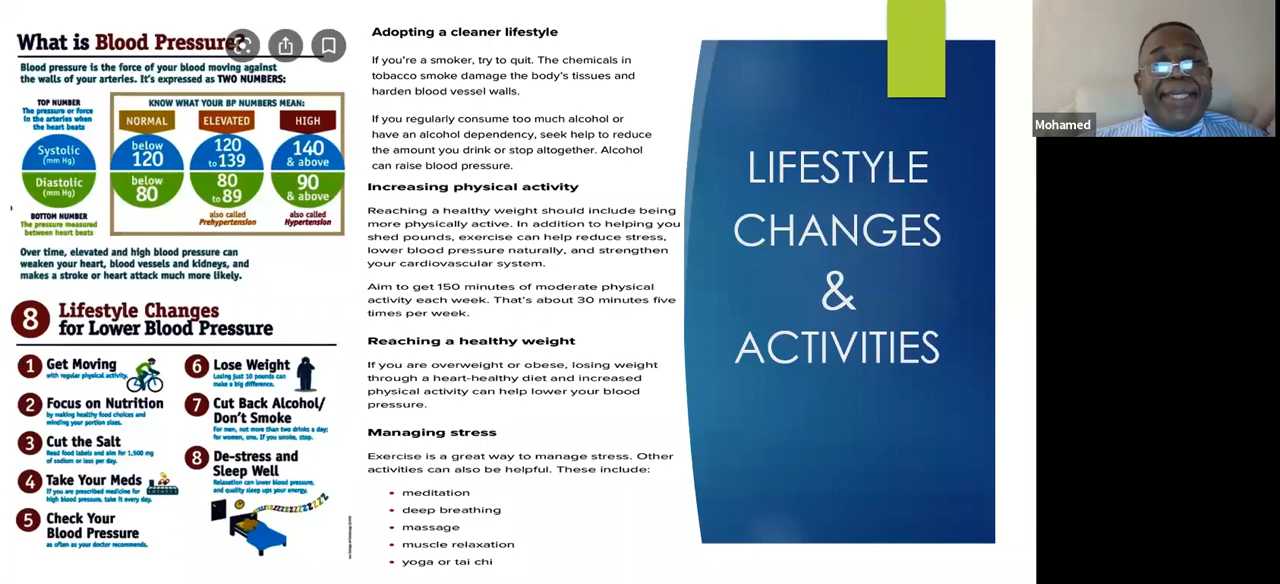 What is Blood Pressure?
Blood pressure is the force of your blood moving against
the walls of your arteries. It's expressed as TWO NUMBERS:
TOP NUMBER
The pressure or force
in the arteries when
the heart beats
Systolic
(mm Hg)
Diastolic
(mm Hg)
BOTTOM NUMBER
The pressure measured
between heart beats
KNOW WHAT YOUR BP NUMBERS MEAN:
NORMAL
ELEVATED
HIGH
below
120
120
to 139
140
& above
below
80
80
to 89
90
& above
also called
Prehypertension
also called
Hypertension
Over time, elevated and high blood pressure can
weaken your heart, blood vessels and kidneys, and
makes a stroke or heart attack much more likely.
8 Lifestyle Changes
for Lower Blood Pressure
1 Get Moving
with regular physical activity.
2 Focus on Nutrition
by making healthy food choices and
minding your portion sizes.
3 Cut the Salt
Read food labels and aim for 1,500 mg
of sodium or less per day.
4 Take Your Meds
If you are prescribed medicine for
high blood pressure, take it every day.
5 Check Your
Blood Pressure
as often as your doctor recommends.
6 Lose Weight
Losing just 10 pounds can
make a big difference.
7 Cut Back Alcohol/
Don't Smoke
For men, not more than two drinks a day;
for women, one. If you smoke, stop.
8 De-stress and
Sleep Well
Relaxation can lower blood pressure,
and quality sleep ups your energy.
Adopting a cleaner lifestyle
If you're a smoker, try to quit. The chemicals in
tobacco smoke damage the body's tissues and
harden blood vessel walls.
If you regularly consume too much alcohol or
have an alcohol dependency, seek help to reduce
the amount you drink or stop altogether. Alcohol
can raise blood pressure.
Increasing physical activity
Reaching a healthy weight should include being
more physically active. In addition to helping you
shed pounds, exercise can help reduce stress,
lower blood pressure naturally, and strengthen
your cardiovascular system.
Aim to get 150 minutes of moderate physical
activity each week. That's about 30 minutes five
times per week.
Reaching a healthy weight
If you are overweight or obese, losing weight
through a heart-healthy diet and increased
physical activity can help lower your blood
pressure.
Managing stress
Exercise is a great way to manage stress. Other
activities can also be helpful. These include:
• meditation
• deep breathing
• massage
• muscle relaxation
• yoga or tai chi
LIFESTYLE
CHANGES
&
ACTIVITIES
Mohamed